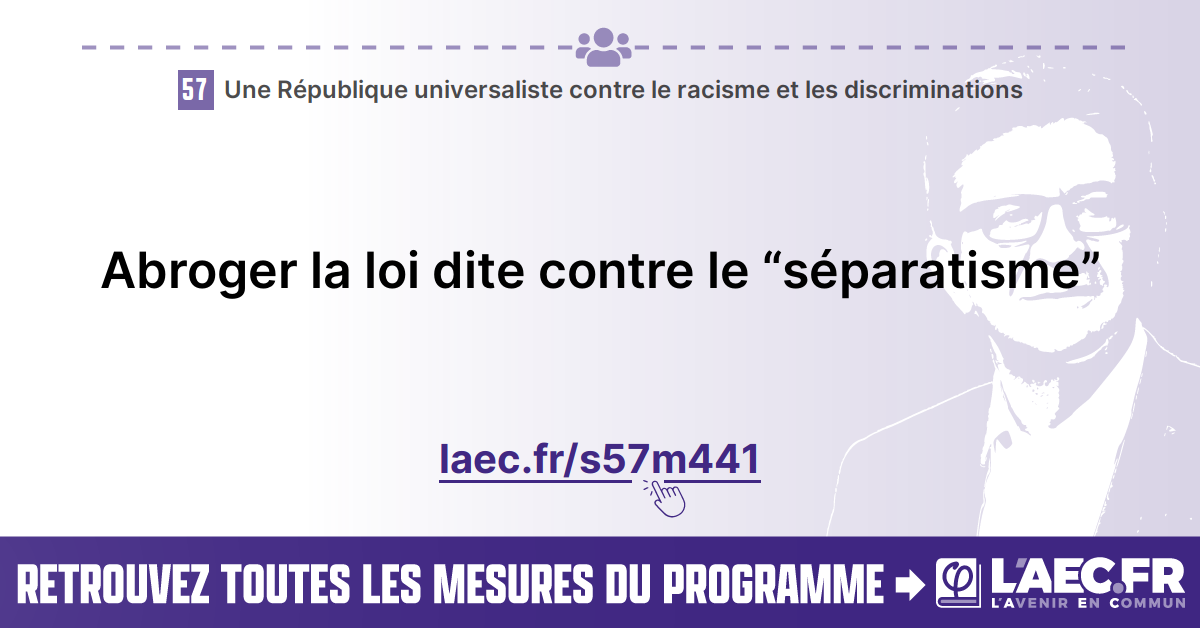 57 Une République universaliste contre le racisme et les discriminations
Abroger la loi dite contre le “séparatisme”
laec.fr/s57m441
RETROUVEZ TOUTES LES MESURES DU PROGRAMME
L'AEC.FR
L'AVENIR EN COMMUN